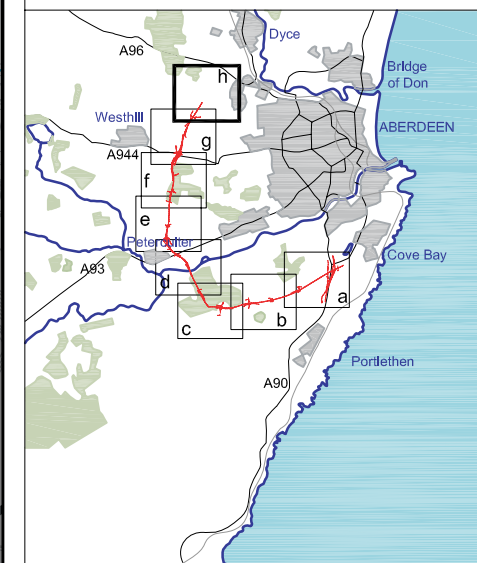 Dyce
A96
Bridge
of Don
h
Westhill
ABERDEEN
g
A944
f
e
Peterculter
Cove Bay
A93
d
a
b
c
Portlethen
A90